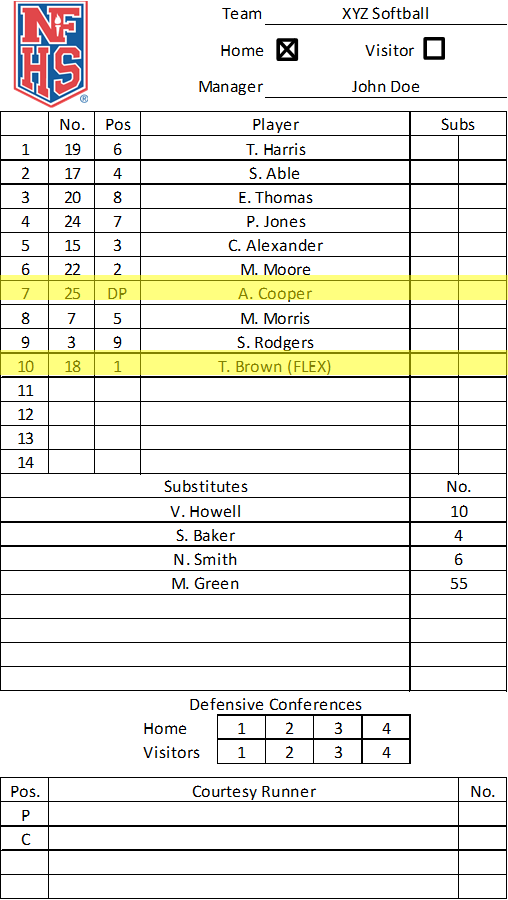 NF
HS
®
Team XYZ Softball
Home ☒ Visitor ☐
Manager John Doe
No. Pos Player Subs
1 19 6 T. Harris
2 17 4 S. Able
3 20 8 E. Thomas
4 24 7 P. Jones
5 15 3 C. Alexander
6 22 2 M. Moore
7 25 DP A. Cooper
8 7 5 M. Morris
9 3 9 S. Rodgers
10 18 1 T. Brown (FLEX)
11
12
13
14
Substitutes No.
V. Howell 10
S. Baker 4
N. Smith 6
M. Green 55
Defensive Conferences
Home 1 2 3 4
Visitors 1 2 3 4
Pos. Courtesy Runner No.
P
C